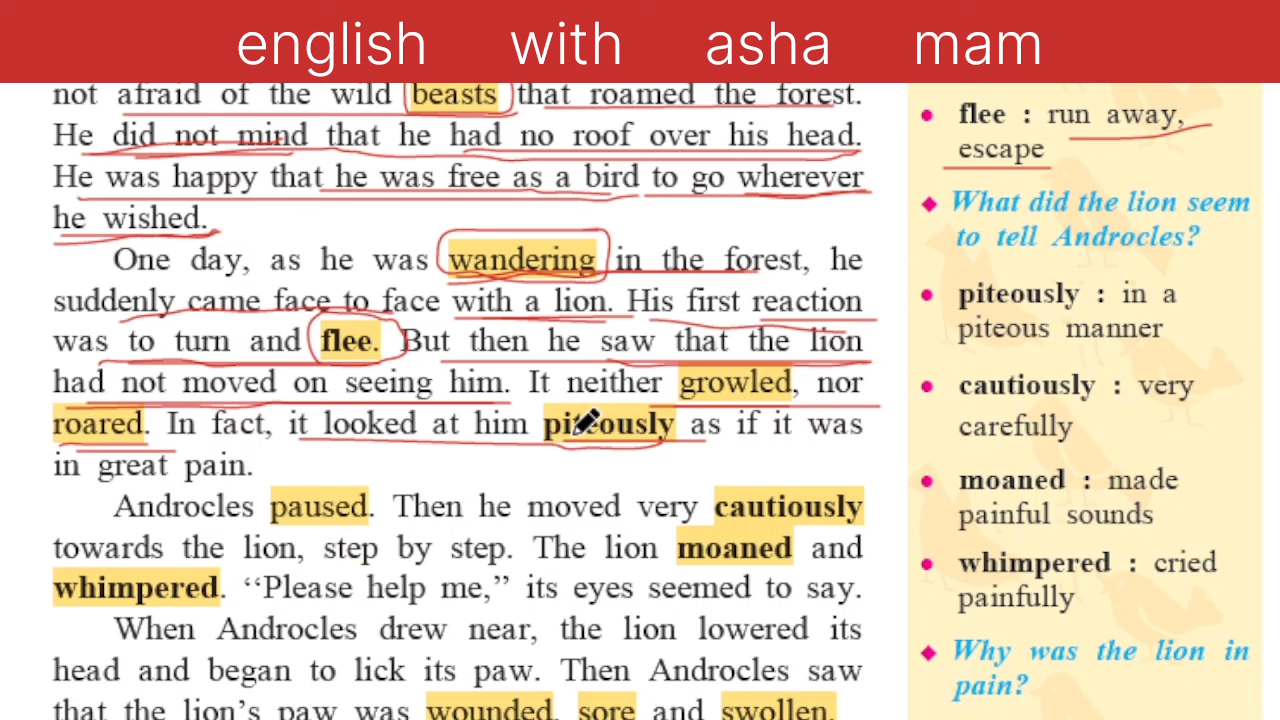 english with asha mam
not afraid of the wild beasts that roamed the forest.
He did not mind that he had no roof over his head.
He was happy that he was free as a bird to go wherever
he wished.
One day, as he was wandering in the forest, he
suddenly came face to face with a lion. His first reaction
was to turn and flee. But then he saw that the lion
had not moved on seeing him. It neither growled, nor
roared. In fact, it looked at him piteously as if it was
in great pain.
Androcles paused. Then he moved very cautiously
towards the lion, step by step. The lion moaned and
whimpered. “Please help me,” its eyes seemed to say.
When Androcles drew near, the lion lowered its
head and began to lick its paw. Then Androcles saw
that the lion's paw was wounded, sore and swollen.
• flee : run away,
escape
◆ What did the lion seem
to tell Androcles?
• piteously : in a
piteous manner
• cautiously : very
carefully
• moaned : made
painful sounds
• whimpered : cried
painfully
◆ Why was the lion in
pain?